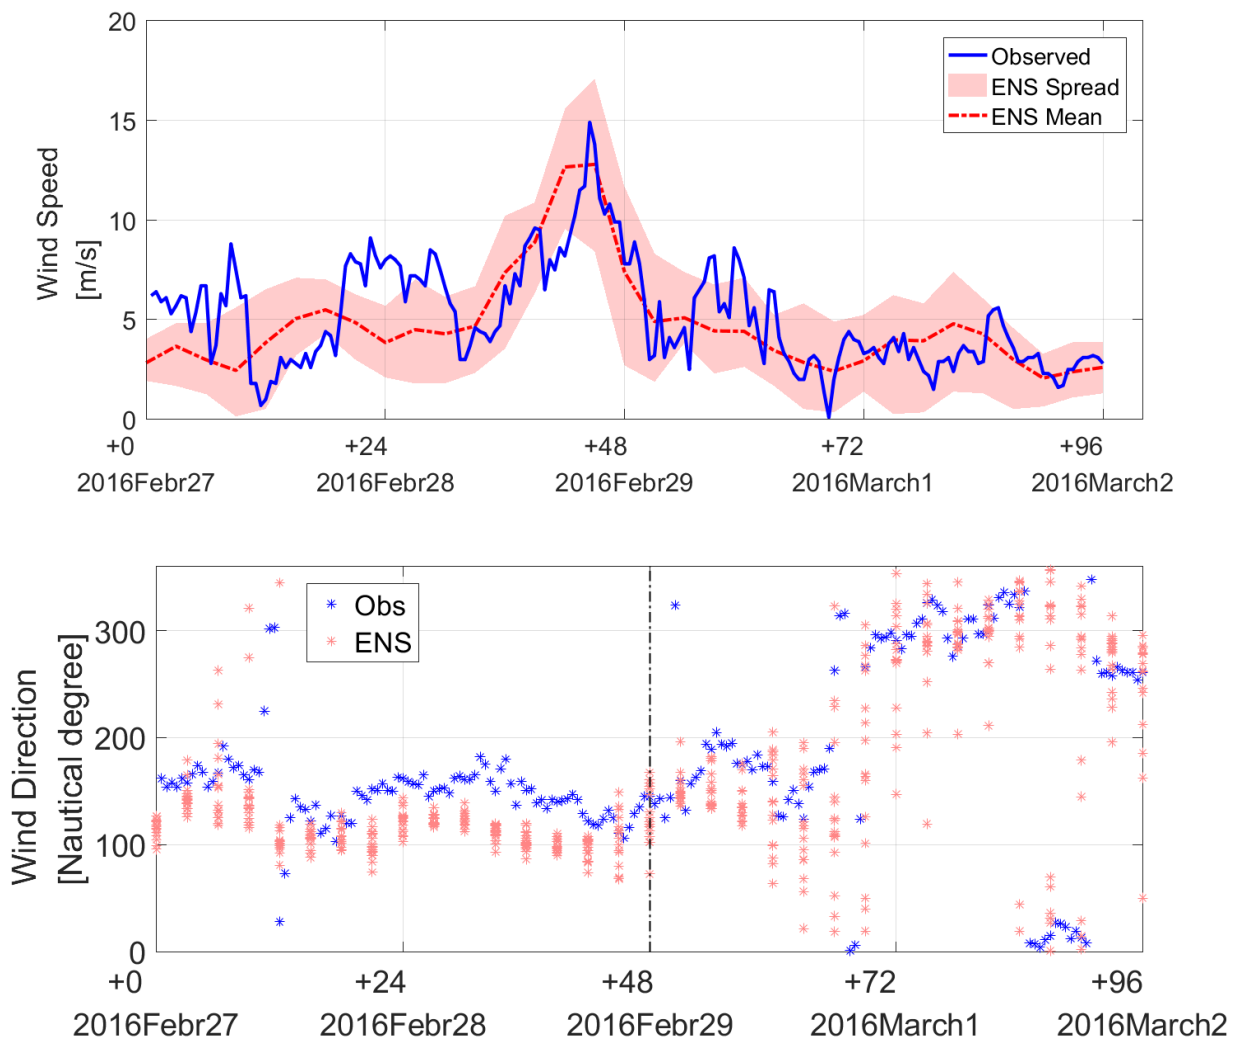 20
15
10
5
0
Wind Speed
[m/s]
Observed
ENS Spread
ENS Mean
+0 +24 +48 +72 +96
2016Febr27 2016Febr28 2016Febr29 2016March1 2016March2
300
200
100
0
Wind Direction
[Nautical degree]
Obs
ENS
+0 +24 +48 +72 +96
2016Febr27 2016Febr28 2016Febr29 2016March1 2016March2